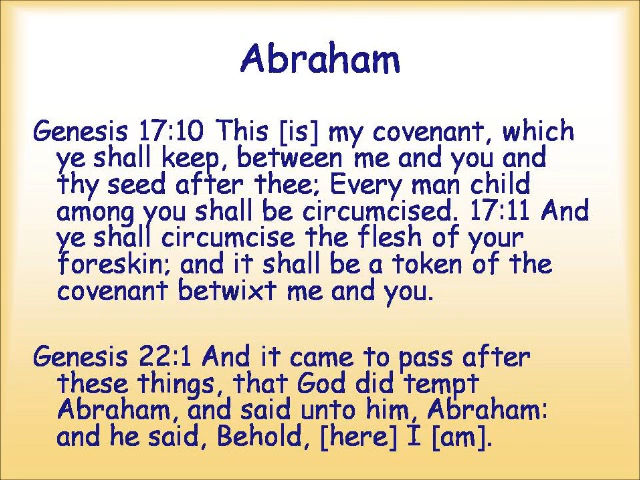 Abraham
Genesis 17:10 This [is] my covenant, which
ye shall keep, between me and you and
thy seed after thee; Every man child
among you shall be circumcised. 17:11 And
ye shall circumcise the flesh of your
foreskin; and it shall be a token of the
covenant betwixt me and you.
Genesis 22:1 And it came to pass after
these things, that God did tempt
Abraham, and said unto him, Abraham:
and he said, Behold, [here] I [am].